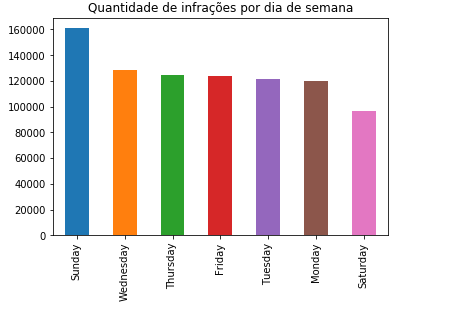 Quantidade de infrações por dia de semana
160000
140000
120000
100000
80000
60000
40000
20000
0
Sunday
Wednesday
Thursday
Friday
Tuesday
Monday
Saturday